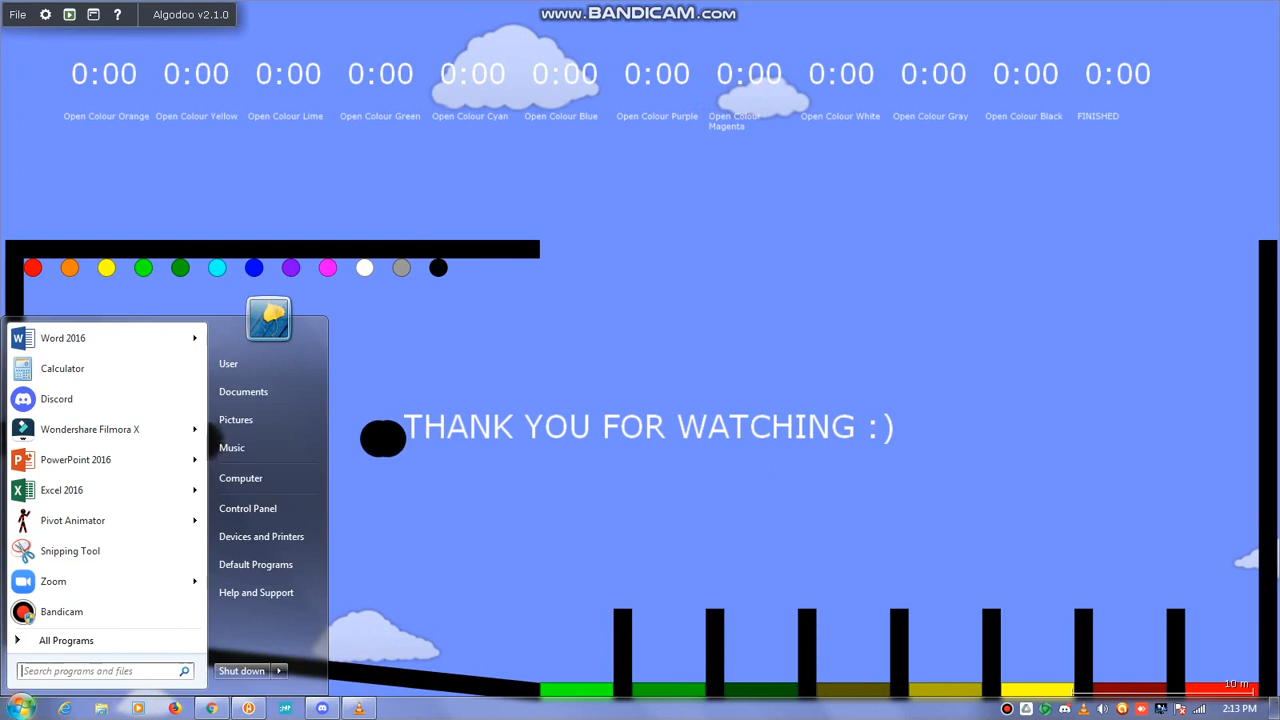 File ? Algodoo v2.1.0
www.BANDICAM.com
0:00 0:00 0:00 0:00 0:00 0:00 0:00 0:00 0:00 0:00 0:00 0:00
Open Colour Orange Open Colour Yellow Open Colour Lime Open Colour Green Open Colour Cyan Open Colour Blue Open Colour Purple Open Colour Open Colour White Open Colour Gray Open Colour Black FINISHED
Magenta
Word 2016
Calculator
Discord
Wondershare Filmora X
PowerPoint 2016
Excel 2016
Pivot Animator
Snipping Tool
Zoom
Bandicam
All Programs
Search programs and files
User
Documents
Pictures
Music
Computer
Control Panel
Devices and Printers
Default Programs
Help and Support
Shut down
THANK YOU FOR WATCHING :)
10 m
2:13 PM